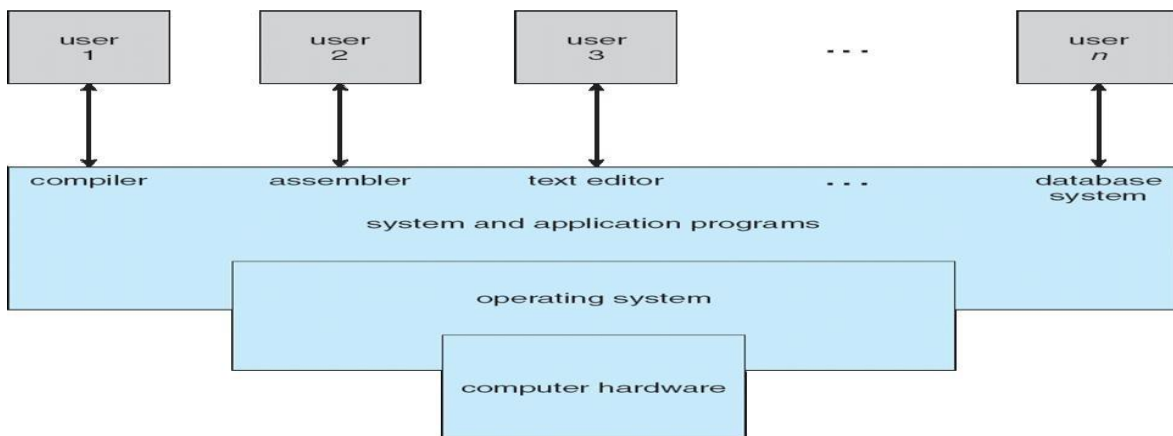 user
1
user
2
user
3
. . .
user
n
compiler
assembler
text editor
. . .
database
system
system and application programs
operating system
computer hardware